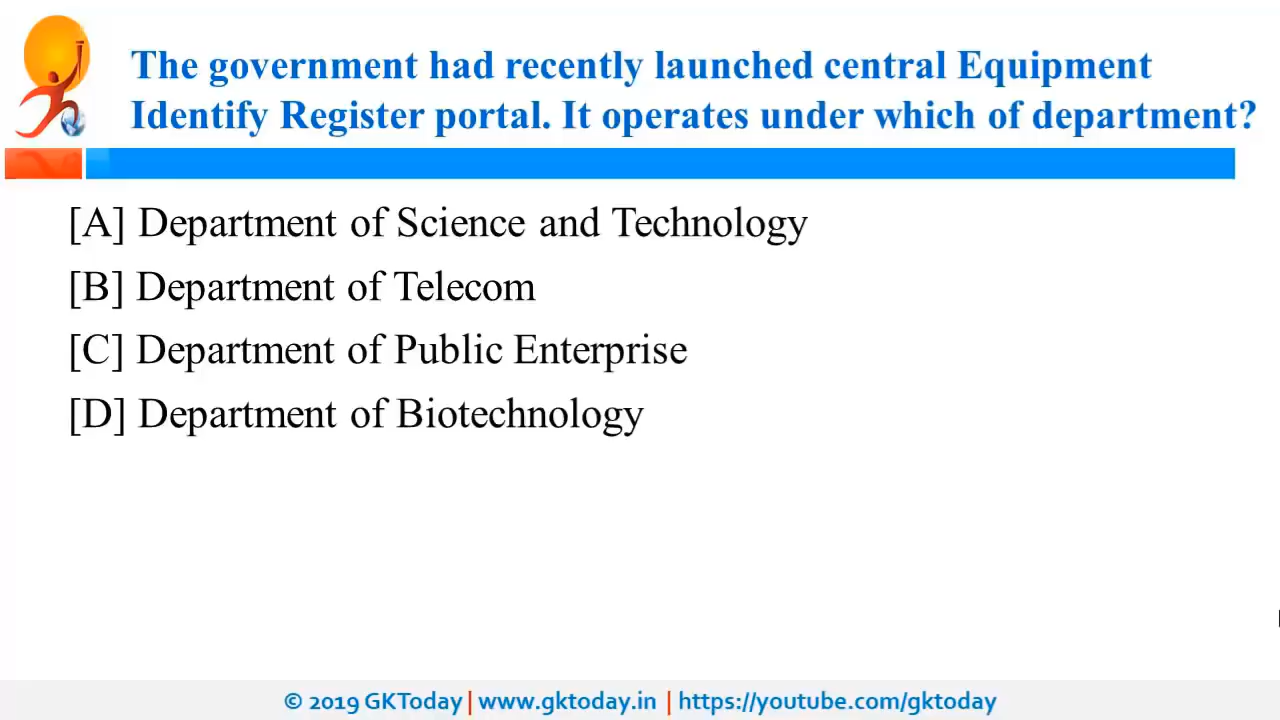 The government had recently launched central Equipment
Identify Register portal. It operates under which of department?
[A] Department of Science and Technology
[B] Department of Telecom
[C] Department of Public Enterprise
[D] Department of Biotechnology
© 2019 GKToday | www.gktoday.in | https://youtube.com/gktoday